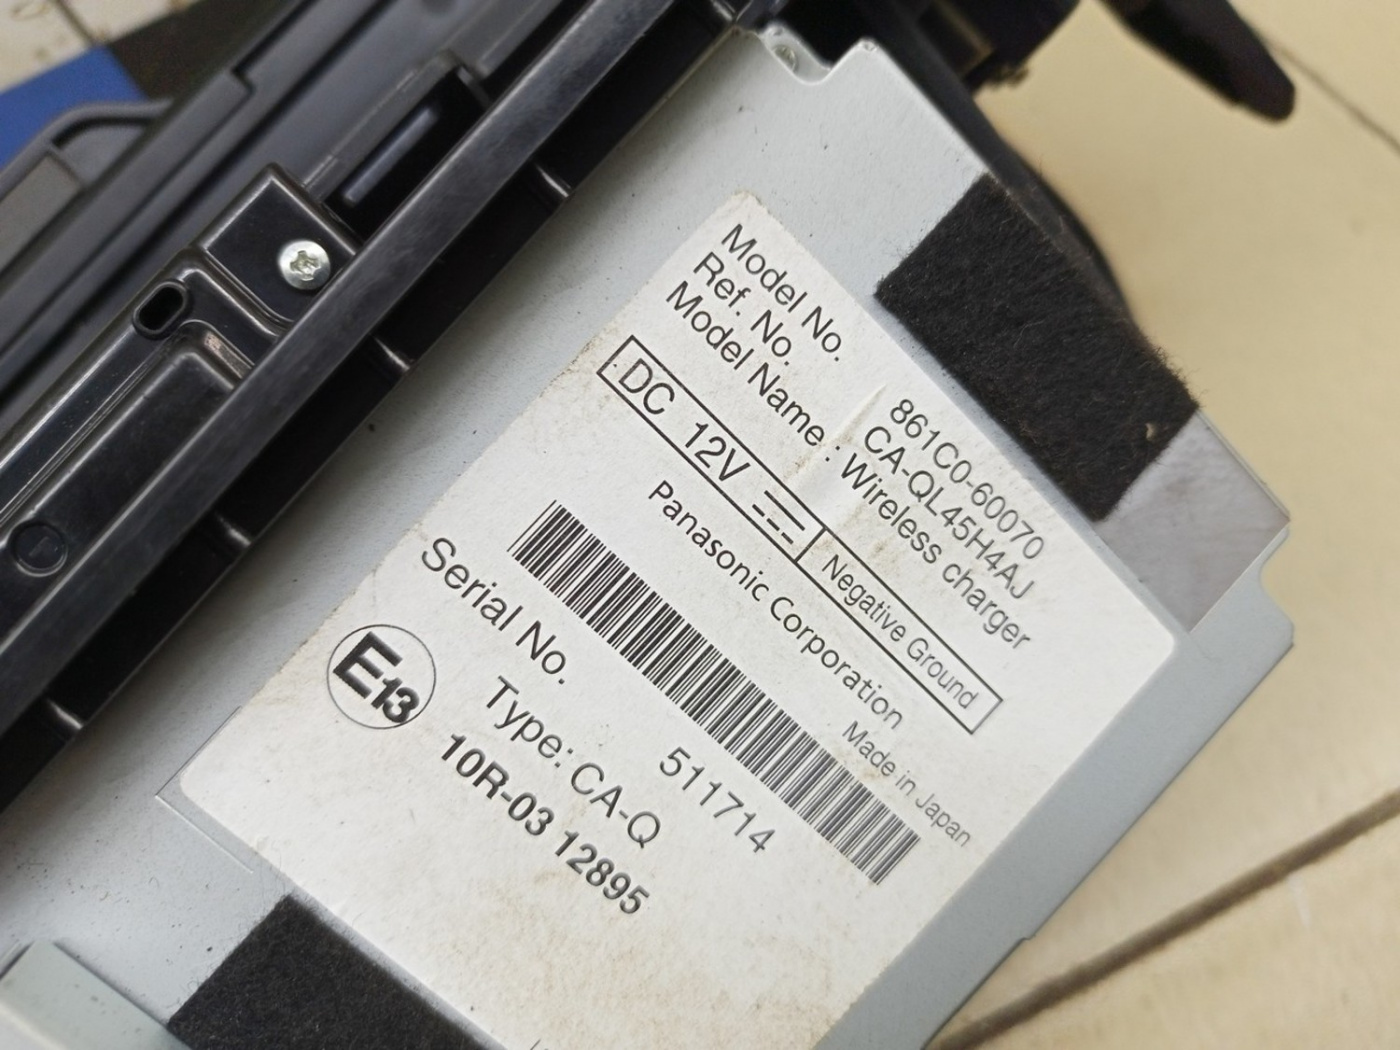 Model No. 861C0-60070
Ref. No. CA-QL45H4AJ
Model Name : Wireless charger
DC 12V Negative Ground
Panasonic Corporation
Made in Japan
Serial No. 511714
E13 Type: CA-Q
10R-03 12895